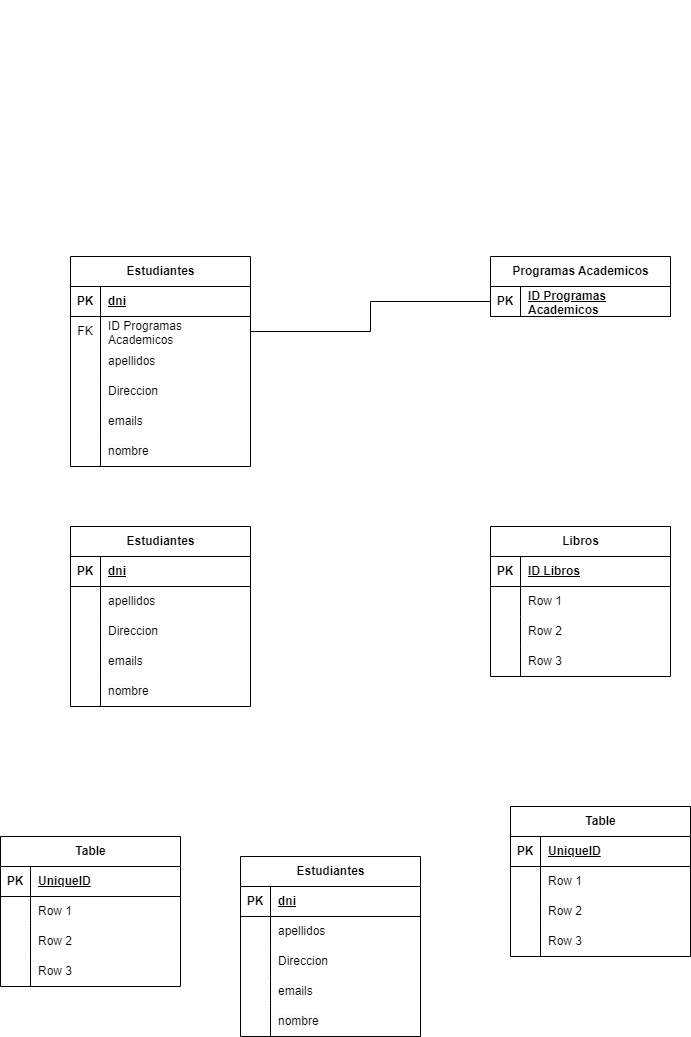 Estudiantes
PK dni
FK ID Programas
Academicos
apellidos
Direccion
emails
nombre
Programas Academicos
PK ID Programas
Academicos
Estudiantes
PK dni
apellidos
Direccion
emails
nombre
Libros
PK ID Libros
Row 1
Row 2
Row 3
Table
PK UniqueID
Row 1
Row 2
Row 3
Estudiantes
PK dni
apellidos
Direccion
emails
nombre
Table
PK UniqueID
Row 1
Row 2
Row 3